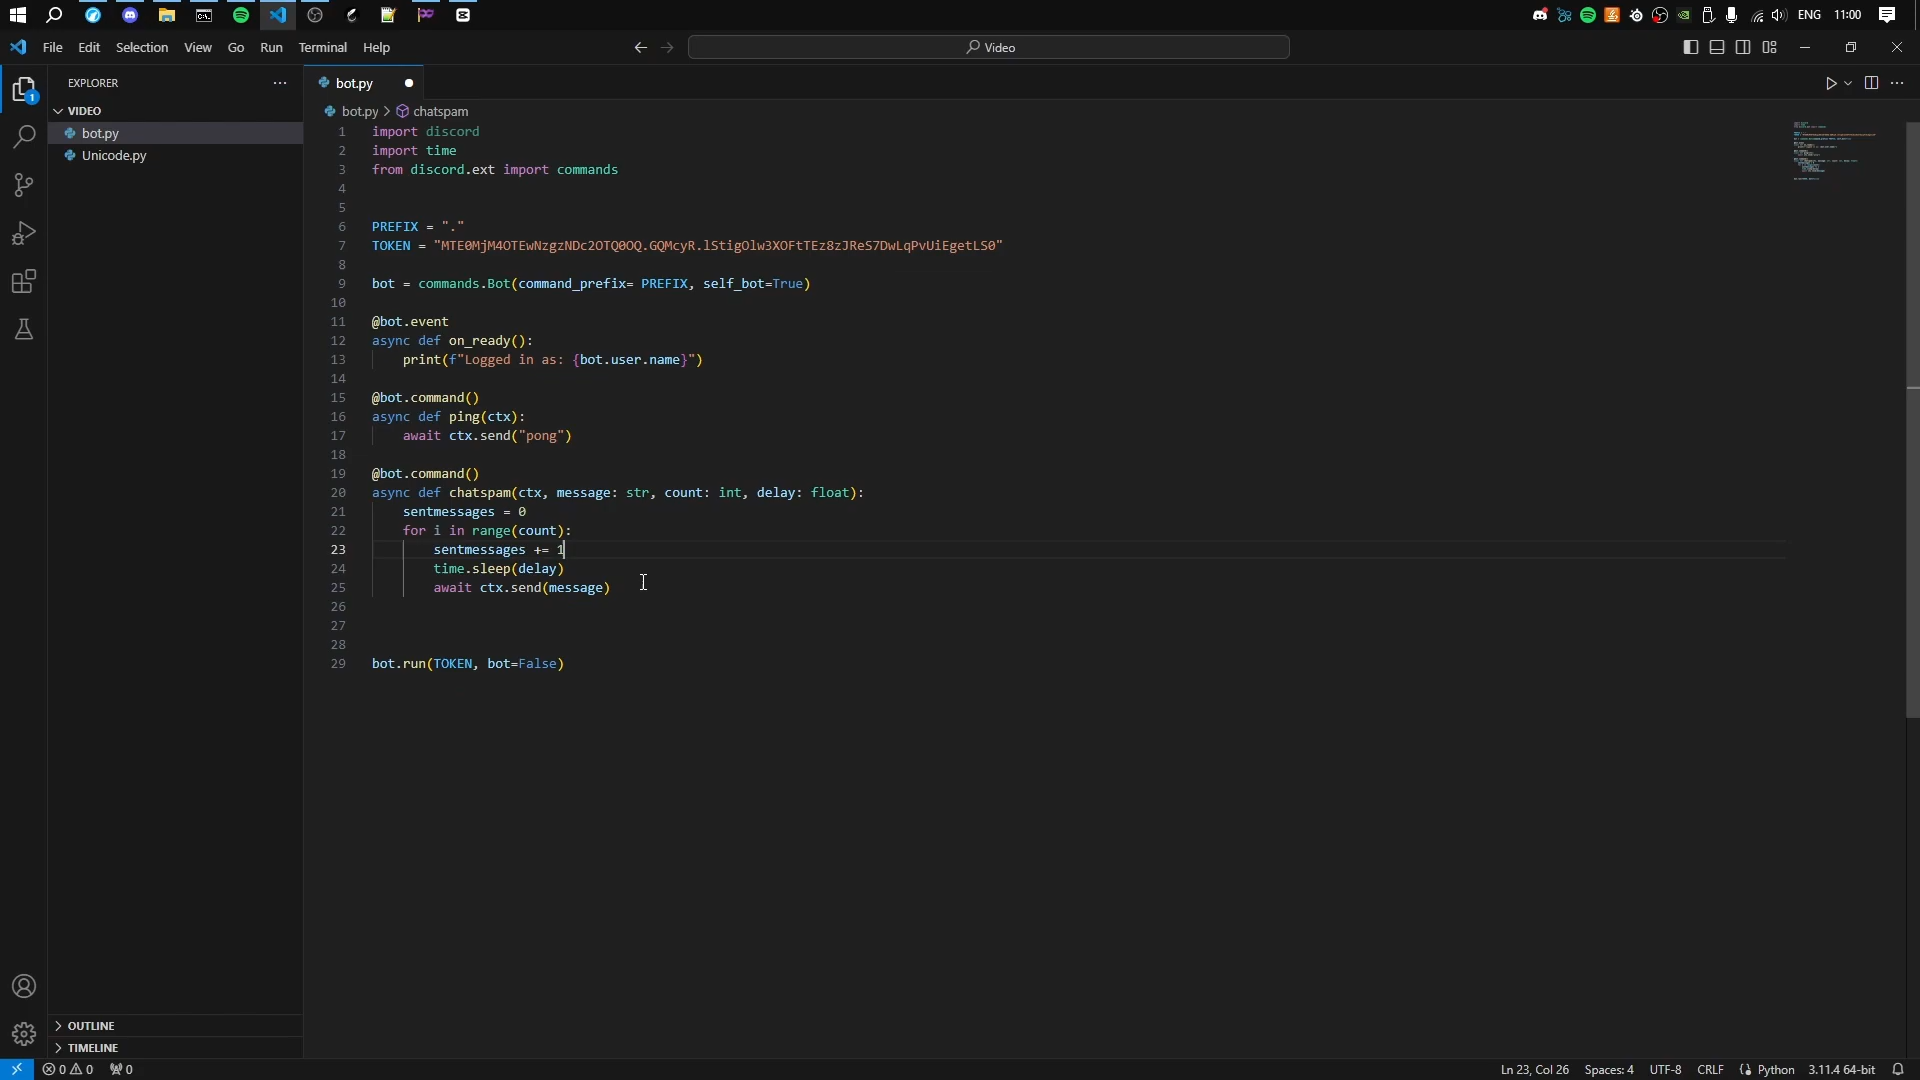 ENG 11:00
File Edit Selection View Go Run Terminal Help
Video
EXPLORER
bot.py
VIDEO
bot.py > chatspam
bot.py
Unicode.py
1 import discord
2 import time
3 from discord.ext import commands
4
5
6 PREFIX = "."
7 TOKEN = "MTE0MjM4OTEwNzgzNDc2OTQ0OQ.GQMcyR.lStigOlw3XOFtTEz8zJReS7DwLqPvUiEgetLS0"
8
9 bot = commands.Bot(command_prefix= PREFIX, self_bot=True)
10
11 @bot.event
12 async def on_ready():
13 print(f"Logged in as: {bot.user.name}")
14
15 @bot.command()
16 async def ping(ctx):
17 await ctx.send("pong")
18
19 @bot.command()
20 async def chatspam(ctx, message: str, count: int, delay: float):
21 sentmessages = 0
22 for i in range(count):
23 sentmessages += 1
24 time.sleep(delay)
25 await ctx.send(message)
26
27
28
29 bot.run(TOKEN, bot=False)
1
OUTLINE
TIMELINE
0 0 0
Ln 23, Col 26 Spaces: 4 UTF-8 CRLF Python 3.11.4 64-bit